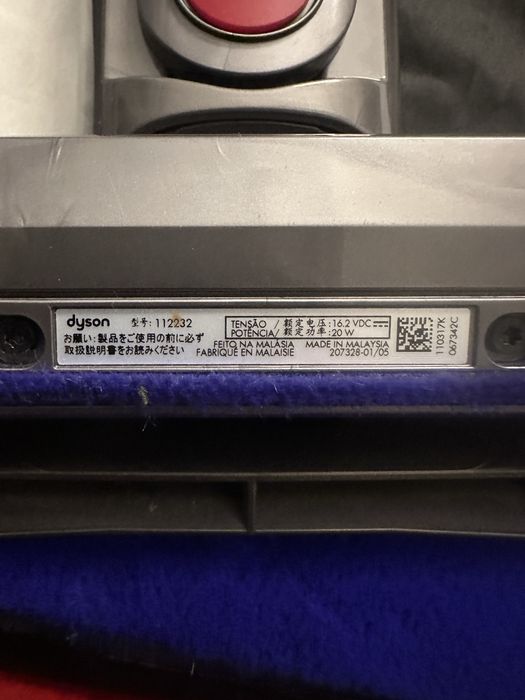 dyson 型号: 112232
お願い:製品をご使用の前に必ず
取扱説明書をお読みください
TENSÃO / 额定电压:16.2 VDC
POTÊNCIA/ 额定功率:20 W
FEITO NA MALÁSIA MADE IN MALAYSIA
FABRIQUÉ EN MALAISIE 207328-01/05
110317K
067342C